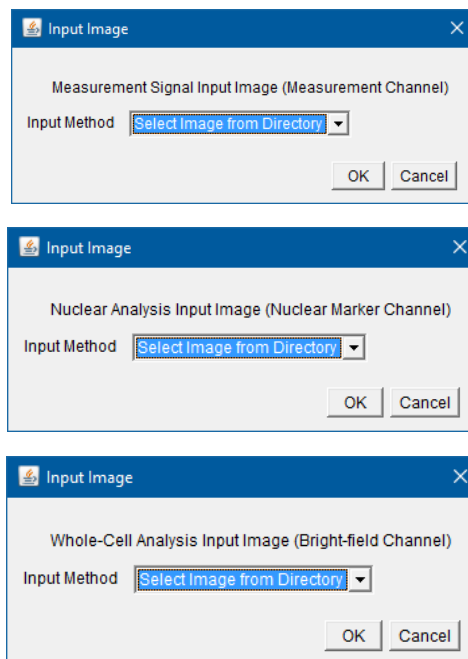 Input Image
Measurement Signal Input Image (Measurement Channel)
Input Method Select Image from Directory
OK Cancel
Input Image
Nuclear Analysis Input Image (Nuclear Marker Channel)
Input Method Select Image from Directory
OK Cancel
Input Image
Whole-Cell Analysis Input Image (Bright-field Channel)
Input Method Select Image from Directory
OK Cancel